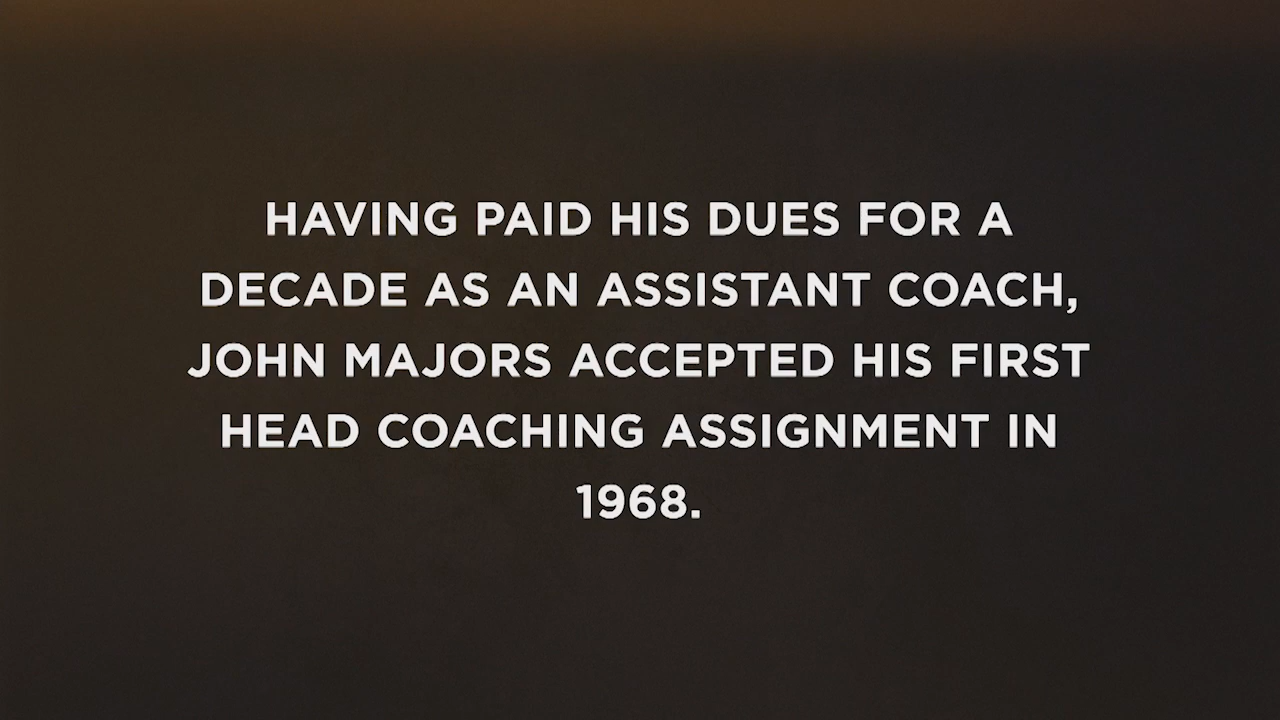 HAVING PAID HIS DUES FOR A
DECADE AS AN ASSISTANT COACH,
JOHN MAJORS ACCEPTED HIS FIRST
HEAD COACHING ASSIGNMENT IN
1968.